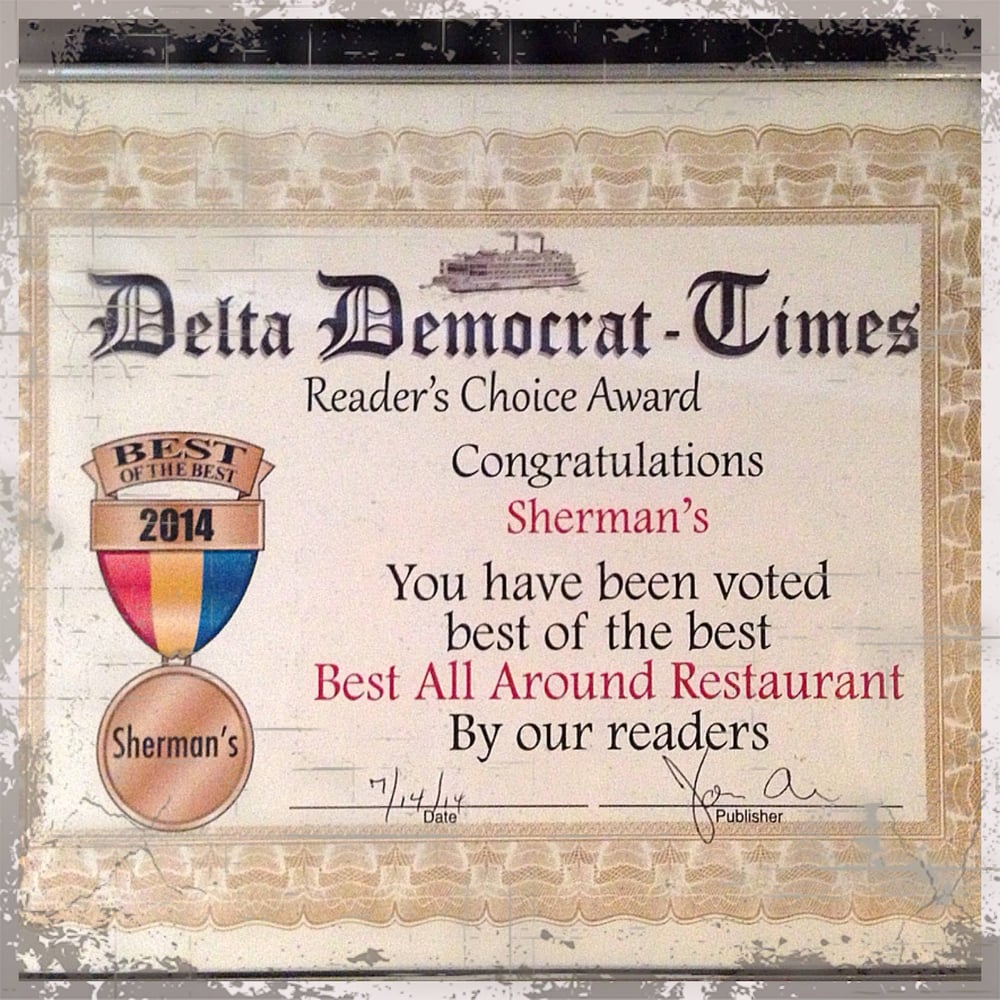 Delta Democrat-Times
Reader's Choice Award
BEST
OF THE BEST
2014
Sherman's
Congratulations
Sherman's
You have been voted
best of the best
Best All Around Restaurant
By our readers
7/14/14
Date
Publisher